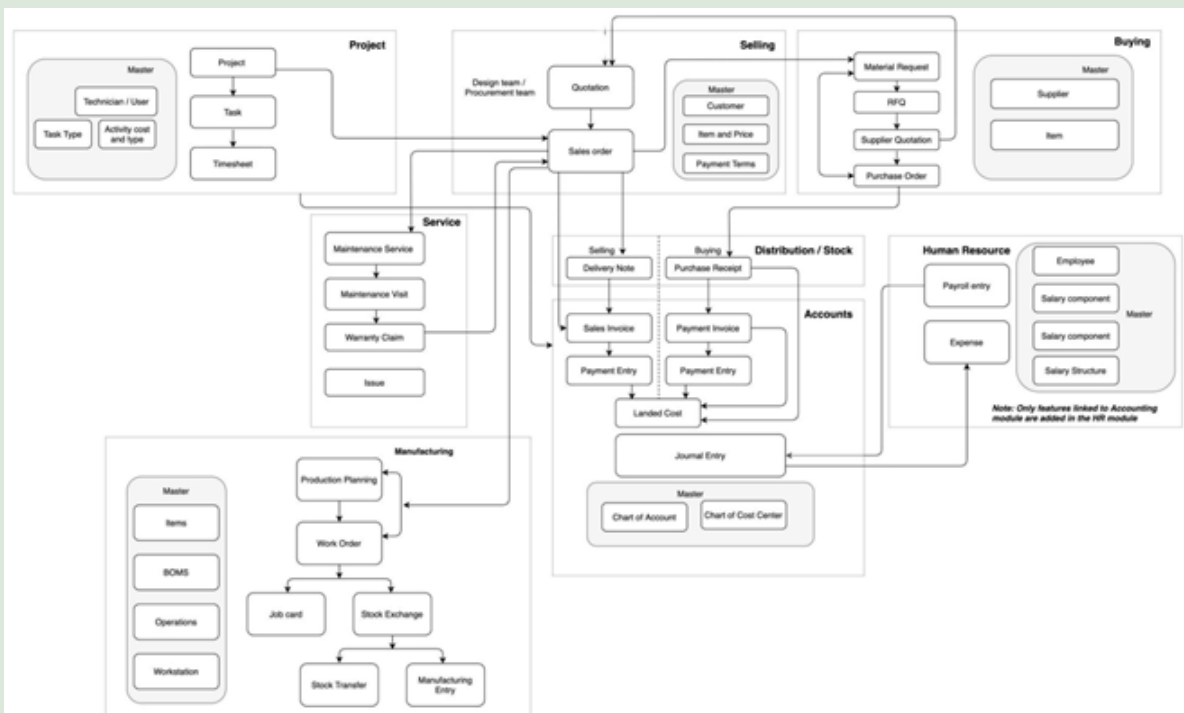 Project
Master
Technician / User
Task Type
Activity cost
and type
Project
Task
Timesheet
Selling
Design team /
Procurement team
Quotation
Sales order
Master
Customer
Item and Price
Payment Terms
Buying
Material Request
RFQ
Supplier Quotation
Purchase Order
Master
Supplier
Item
Service
Maintenance Service
Maintenance Visit
Warranty Claim
Issue
Distribution / Stock
Selling
Delivery Note
Buying
Purchase Receipt
Accounts
Sales Invoice
Payment Entry
Payment Invoice
Payment Entry
Landed Cost
Journal Entry
Master
Chart of Account
Chart of Cost Center
Human Resource
Payroll entry
Expense
Employee
Salary component
Master
Salary component
Salary Structure
Note: Only features linked to Accounting
module are added in the HR module
Manufacturing
Master
Items
BOMS
Operations
Workstation
Production Planning
Work Order
Job card
Stock Exchange
Stock Transfer
Manufacturing
Entry